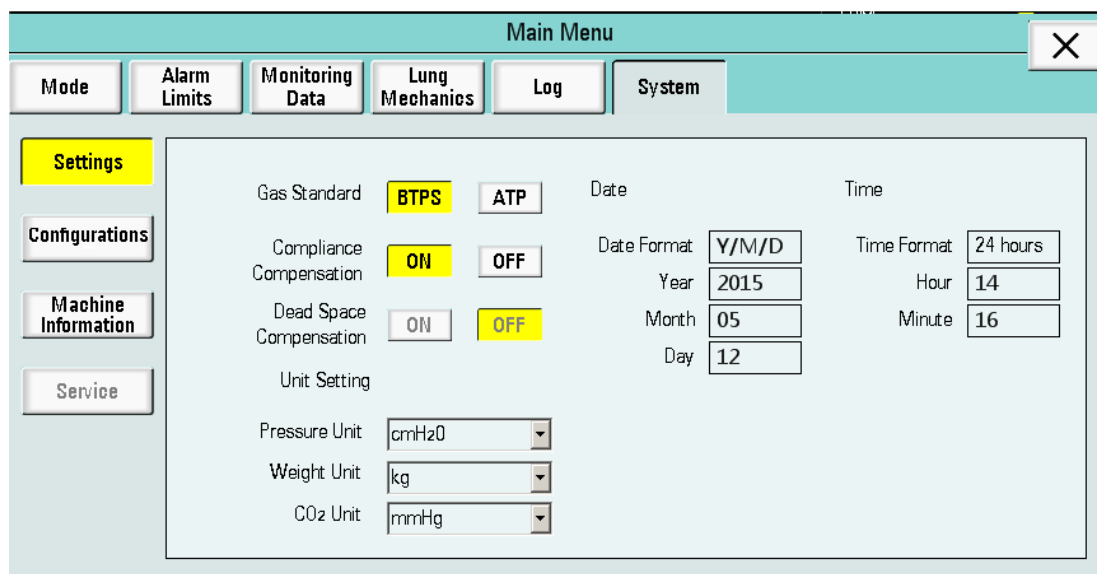 Main Menu
Mode
Alarm
Limits
Monitoring
Data
Lung
Mechanics
Log
System
Settings
Configurations
Machine
Information
Service
Gas Standard BTPS ATP
Compliance
Compensation ON OFF
Dead Space
Compensation ON OFF
Unit Setting
Pressure Unit cmH20
Weight Unit kg
CO2 Unit mmHg
Date
Date Format Y/M/D
Year 2015
Month 05
Day 12
Time
Time Format 24 hours
Hour 14
Minute 16